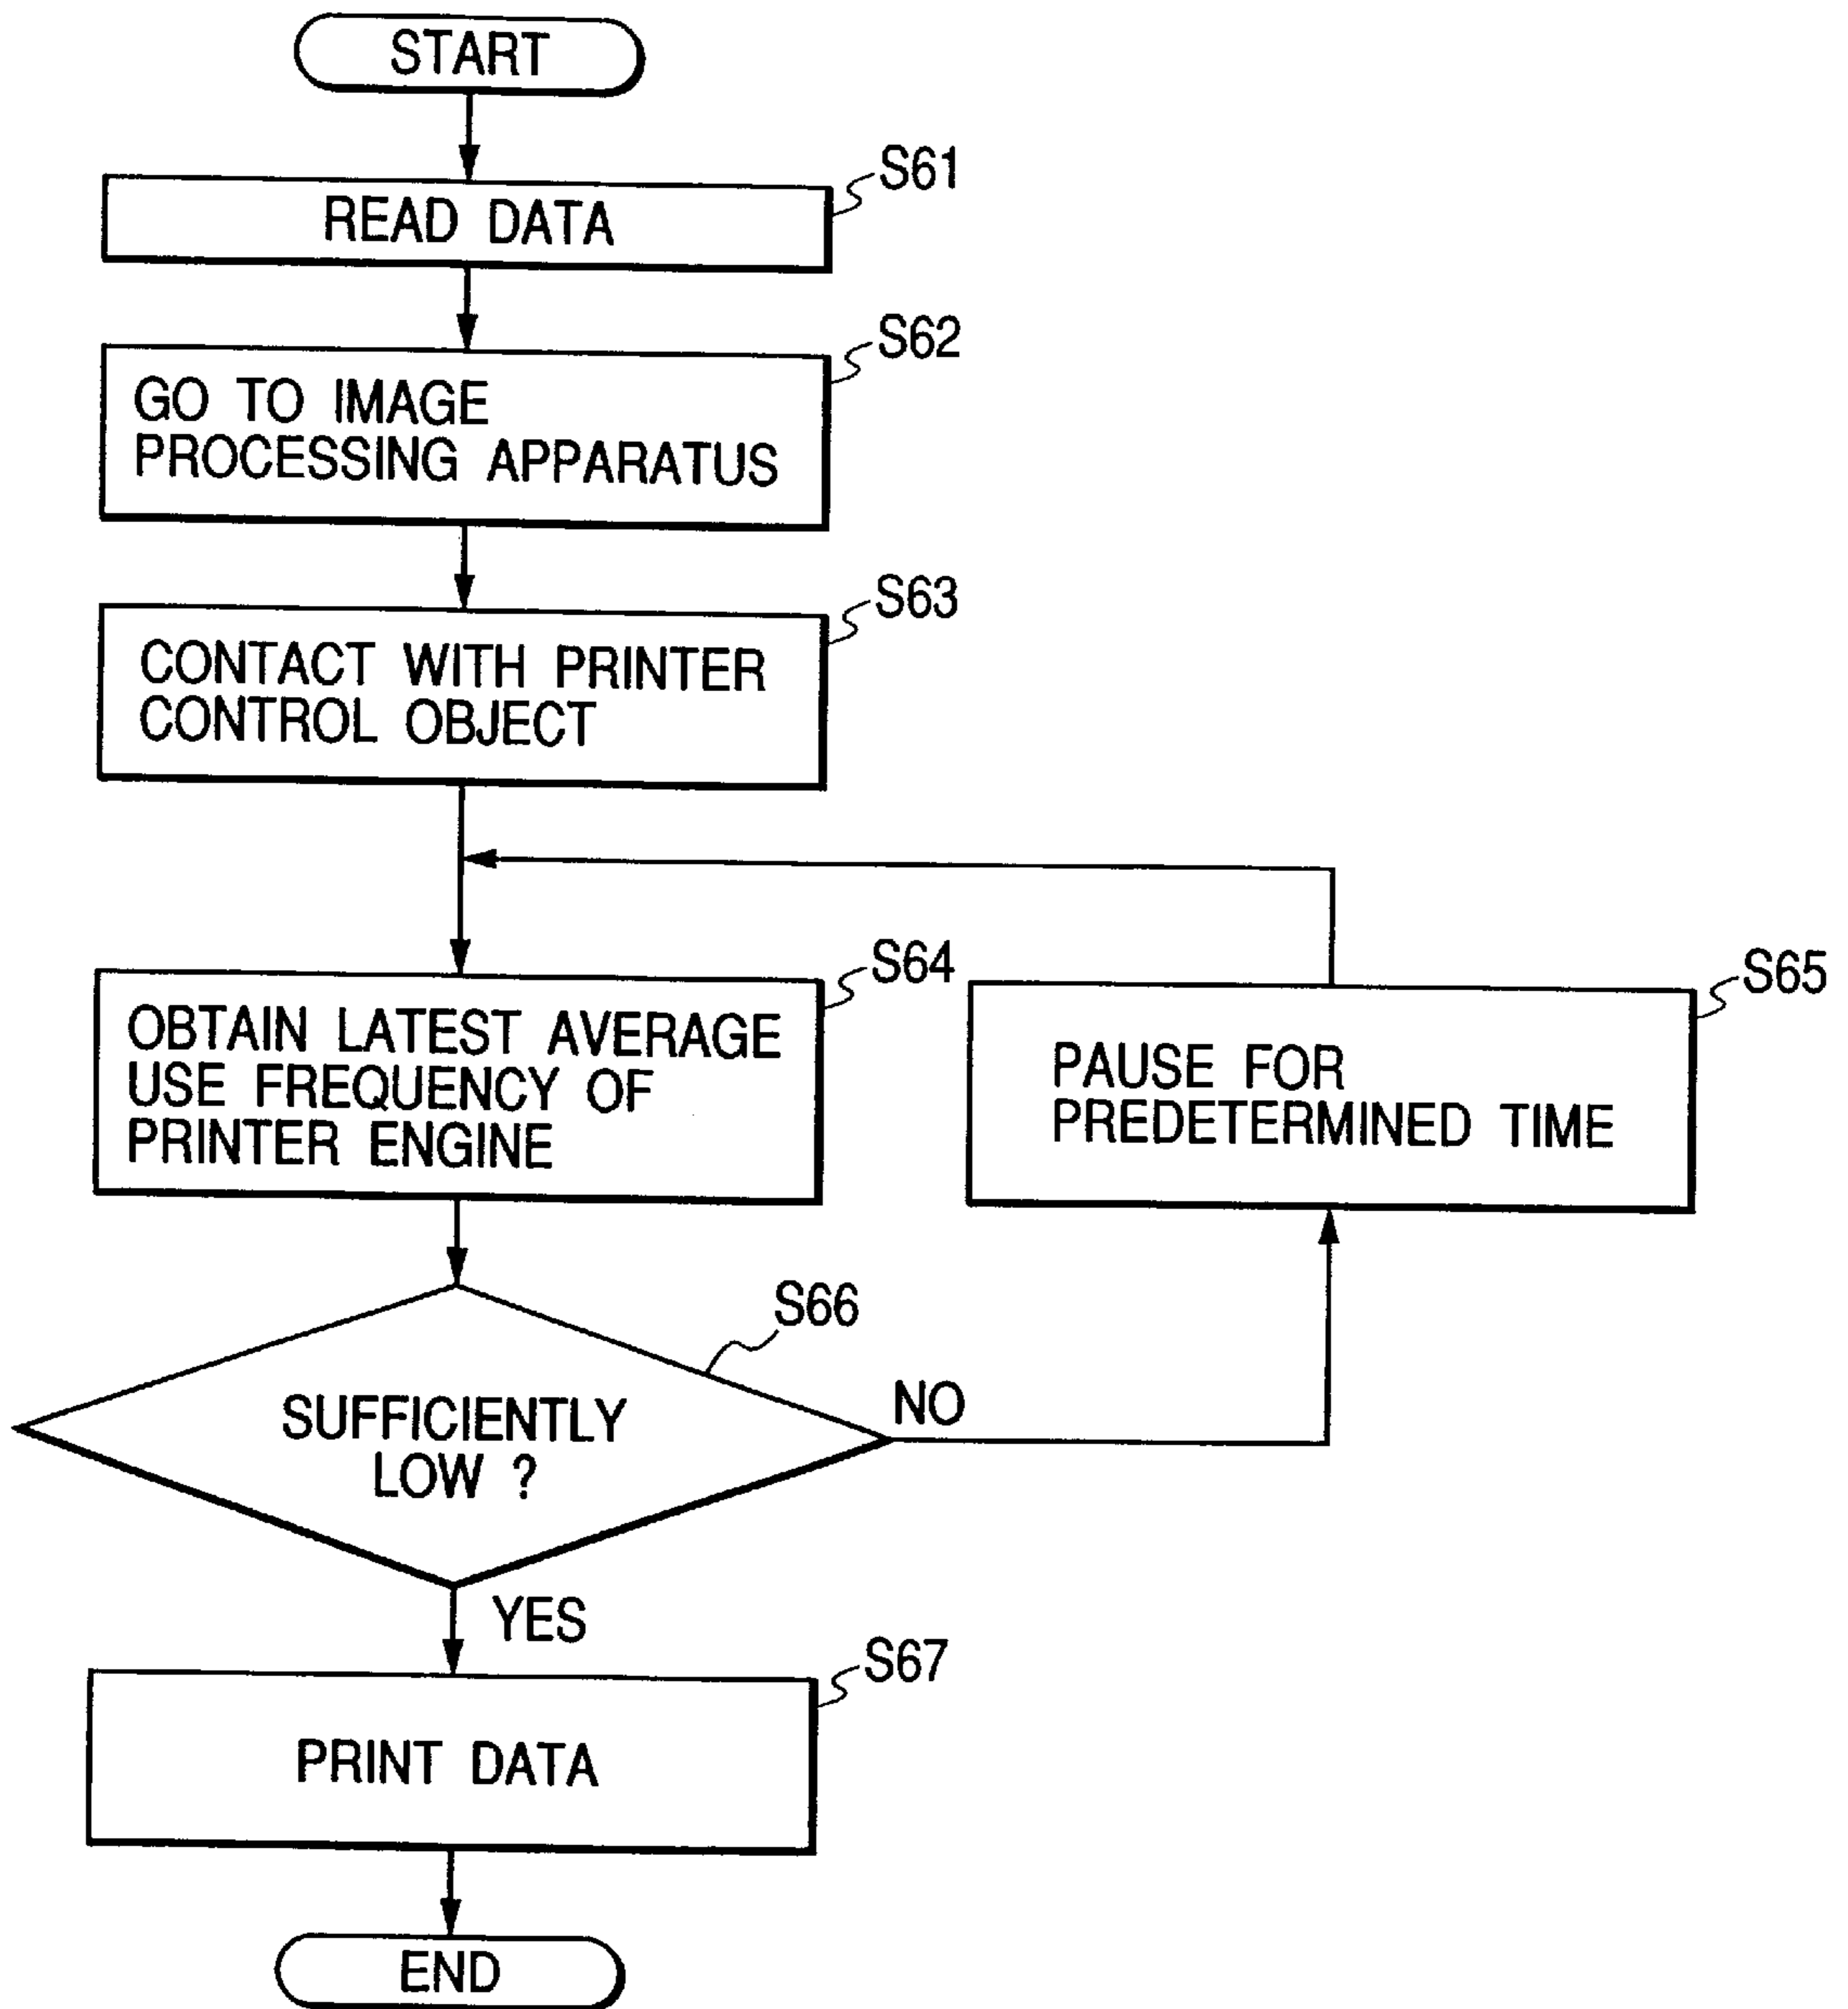 START
S61
READ DATA
S62
GO TO IMAGE
PROCESSING APPARATUS
S63
CONTACT WITH PRINTER
CONTROL OBJECT
S64
OBTAIN LATEST AVERAGE
USE FREQUENCY OF
PRINTER ENGINE
S65
PAUSE FOR
PREDETERMINED TIME
S66
SUFFICIENTLY
LOW ?
NO
YES
S67
PRINT DATA
END